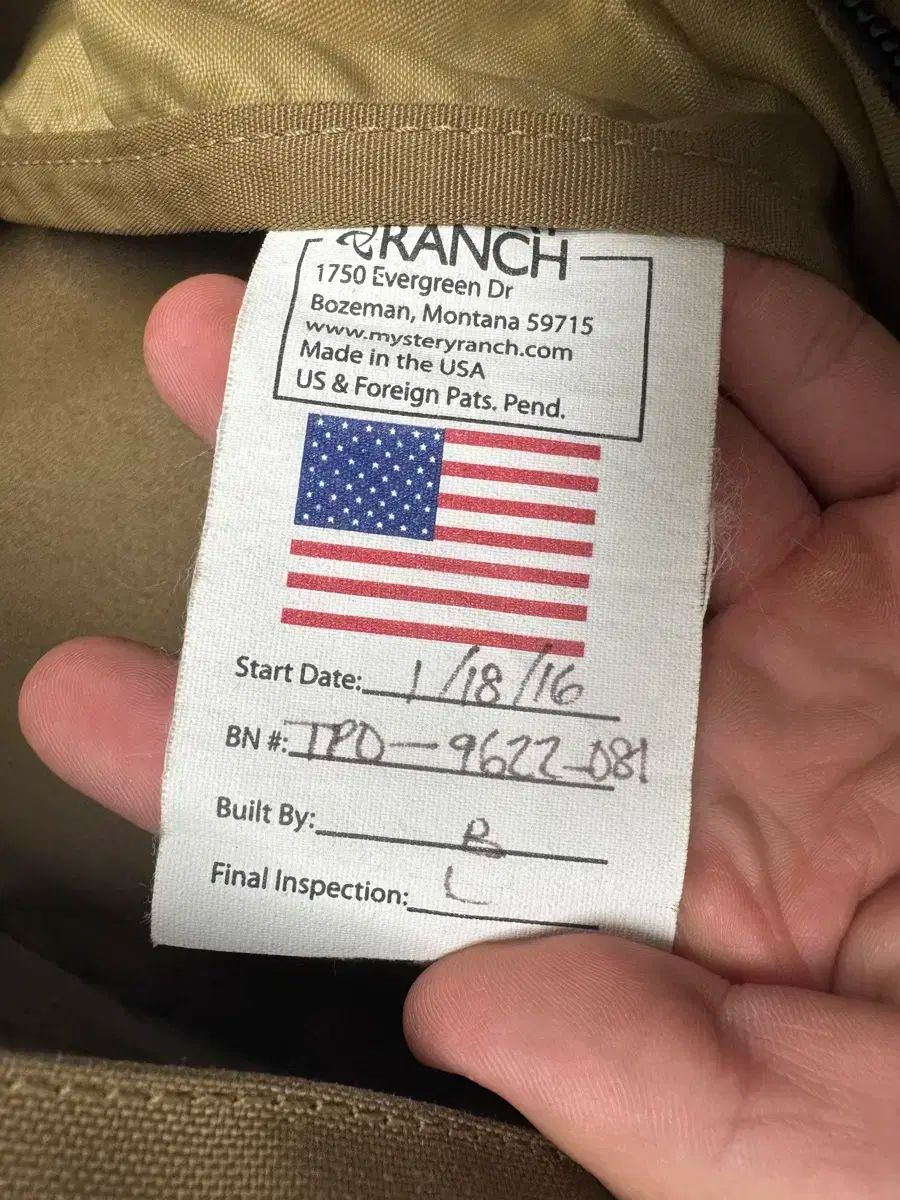 RANCH
1750 Evergreen Dr
Bozeman, Montana 59715
www.mysteryranch.com
Made in the USA
US & Foreign Pats. Pend.
Start Date: 1/18/16
BN #: TPD-9622-081
Built By: B
Final Inspection: L